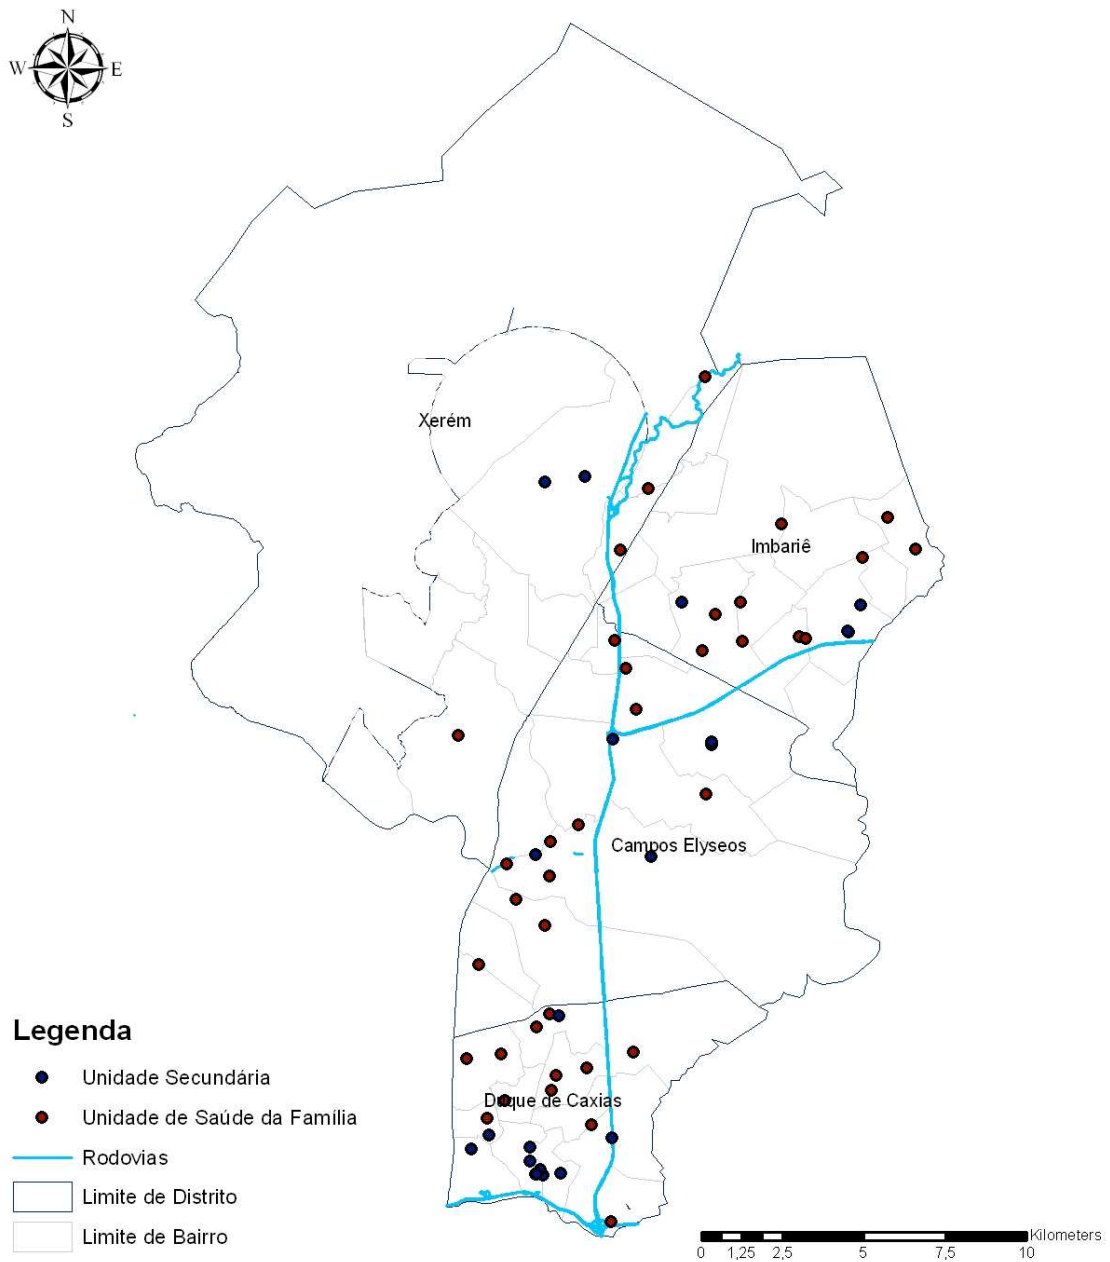 N
W E
S
Xerém
Imbariê
Campos Elyseos
Duque de Caxias
Legenda
Unidade Secundária
Unidade de Saúde da Família
Rodovias
Limite de Distrito
Limite de Bairro
Kilometers
0 1,25 2,5 5 7,5 10